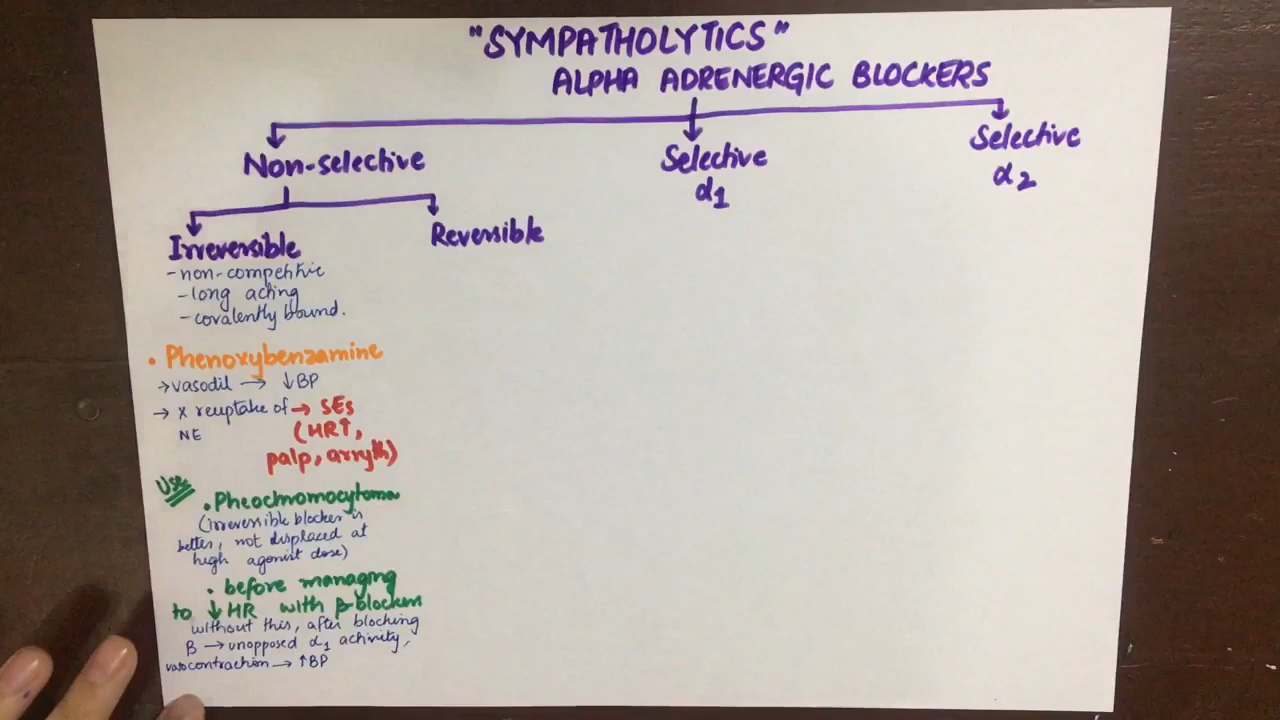 "SYMPATHOLYTICS"
ALPHA ADRENERGIC BLOCKERS
Non-selective
Selective
α1
Selective
α2
Irreversible
- non-competitive
- long acting
- covalently bound.
Reversible
• Phenoxybenzamine
→ vasodil → ↓BP
→ x reuptake of → SEs
NE
(HR↑,
palp, arryth)
Use
• Pheochromocytoma
(irreversible blocker is
better, not displaced at
high agonist dose)
• before managing
to ↓HR with β-blockers
without this, after blocking
β → unopposed α1 activity,
vasocontraction → ↑BP